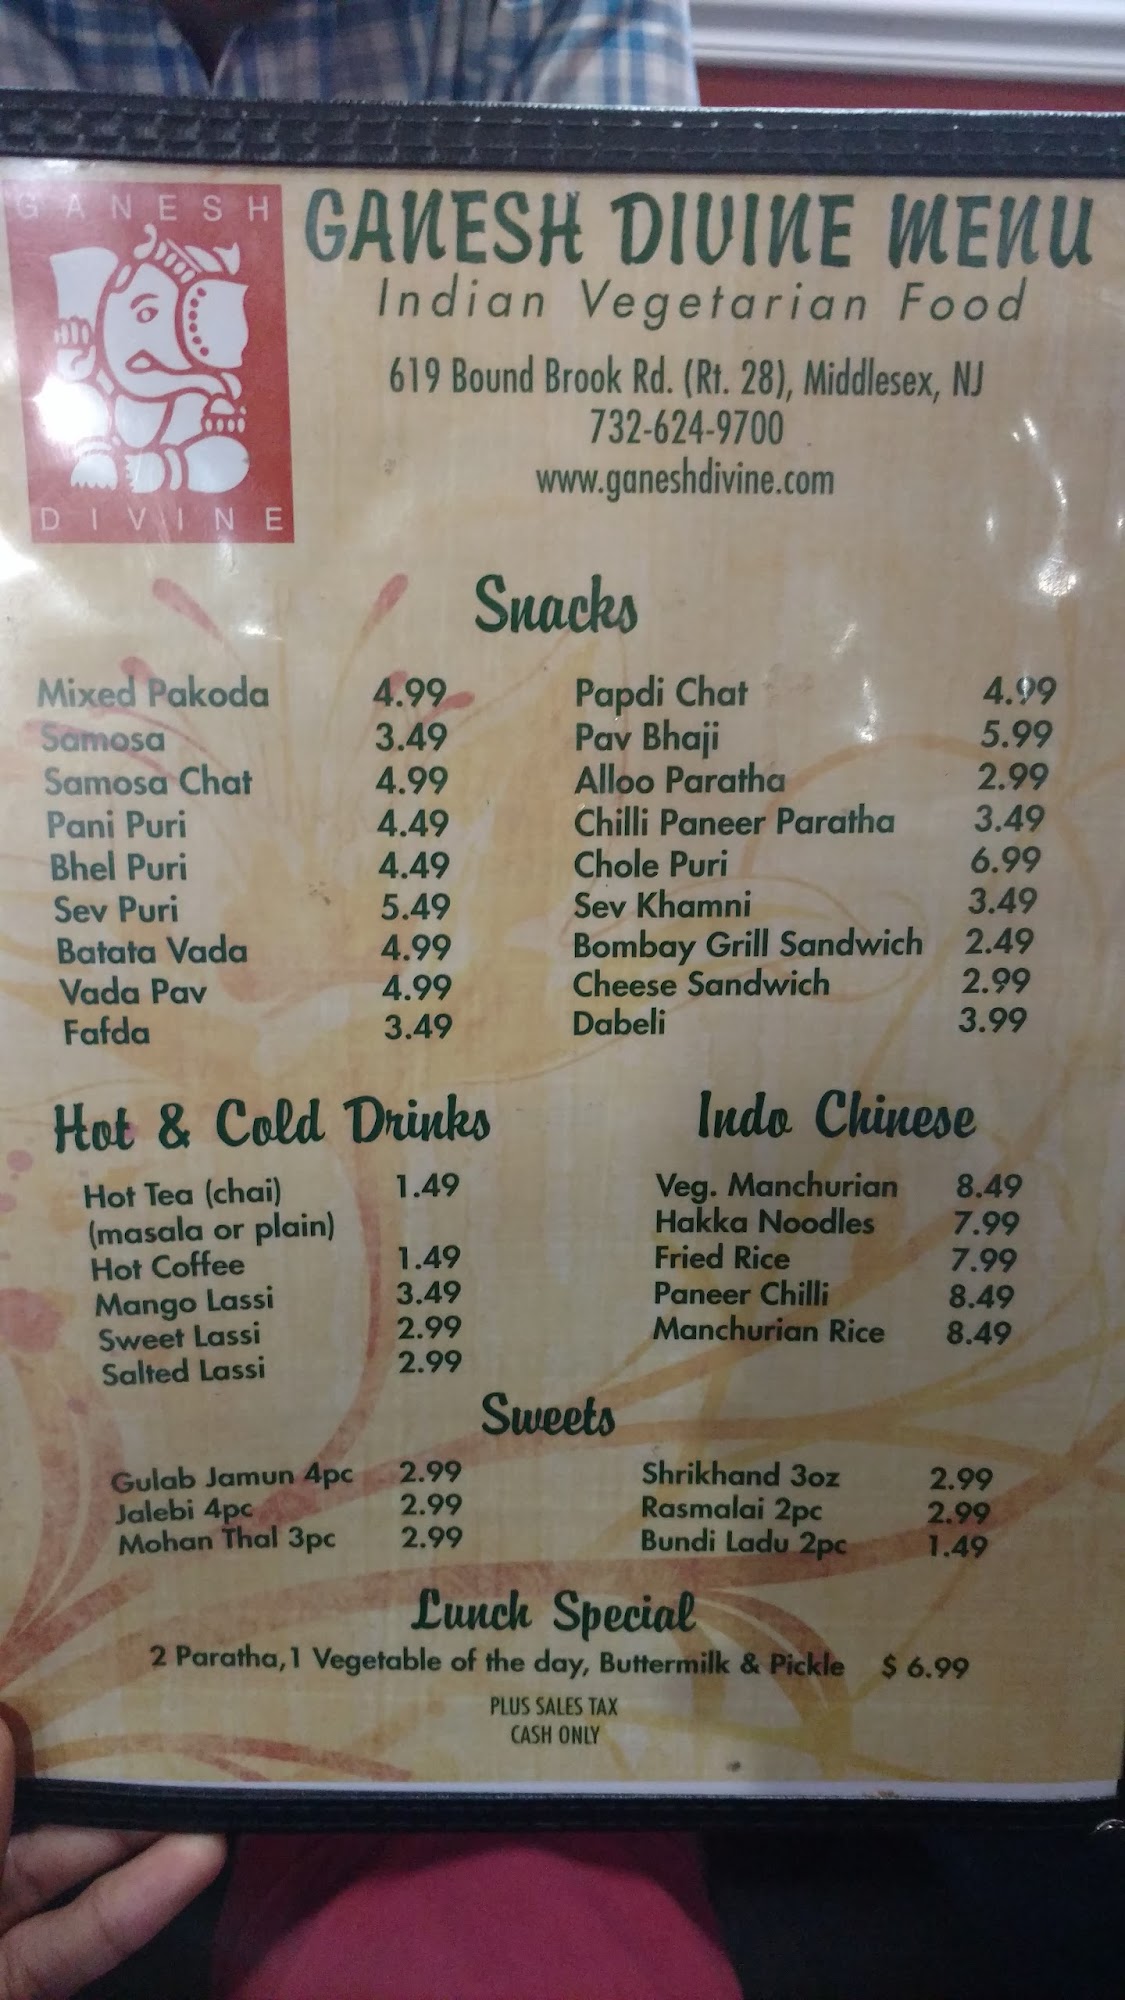 GANESH
DIVINE
GANESH DIVINE MENU
Indian Vegetarian Food
619 Bound Brook Rd. (Rt. 28), Middlesex, NJ
732-624-9700
www.ganeshdivine.com
Snacks
Mixed Pakoda 4.99
Samosa 3.49
Samosa Chat 4.99
Pani Puri 4.49
Bhel Puri 4.49
Sev Puri 5.49
Batata Vada 4.99
Vada Pav 4.99
Fafda 3.49
Papdi Chat 4.99
Pav Bhaji 5.99
Alloo Paratha 2.99
Chilli Paneer Paratha 3.49
Chole Puri 6.99
Sev Khamni 3.49
Bombay Grill Sandwich 2.49
Cheese Sandwich 2.99
Dabeli 3.99
Hot & Cold Drinks
Hot Tea (chai) 1.49
(masala or plain)
Hot Coffee 1.49
Mango Lassi 3.49
Sweet Lassi 2.99
Salted Lassi 2.99
Indo Chinese
Veg. Manchurian 8.49
Hakka Noodles 7.99
Fried Rice 7.99
Paneer Chilli 8.49
Manchurian Rice 8.49
Sweets
Gulab Jamun 4pc 2.99
Jalebi 4pc 2.99
Mohan Thal 3pc 2.99
Shrikhand 3oz 2.99
Rasmalai 2pc 2.99
Bundi Ladu 2pc 1.49
Lunch Special
2 Paratha,1 Vegetable of the day, Buttermilk & Pickle $ 6.99
PLUS SALES TAX
CASH ONLY